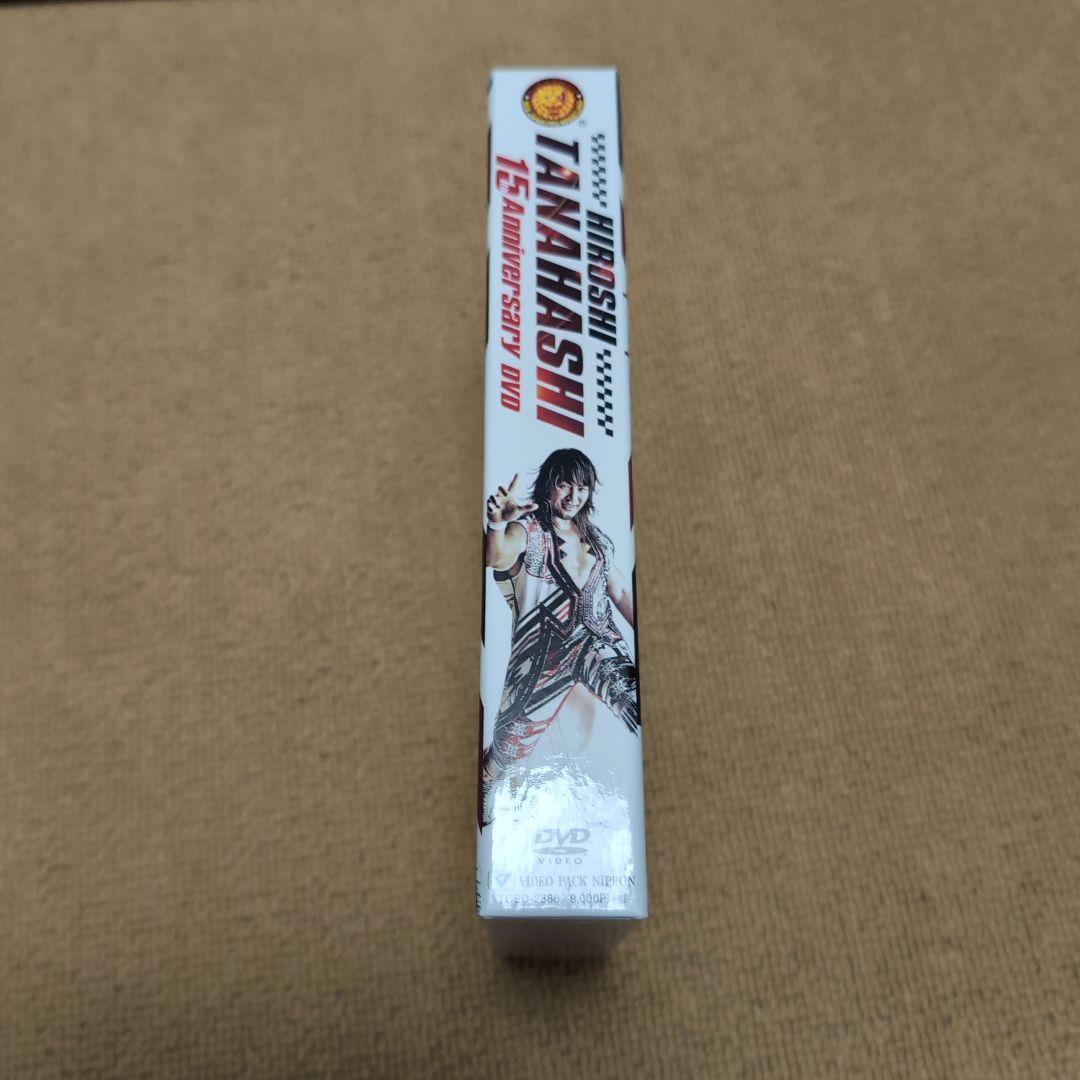 HIROSHI
TANAHASHI
15th Anniversary DVD
DVD
VIDEO
VIDEO PACK NIPPON